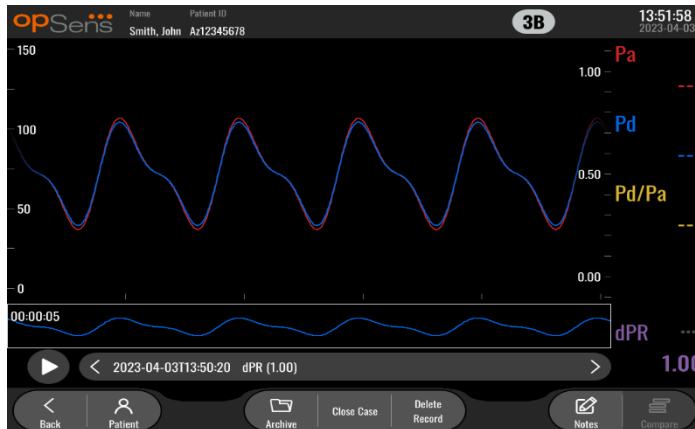 opSens
Name Patient ID
Smith, John Az12345678
3B
13:51:58
2023-04-03
150
100
50
0
1.00
0.50
0.00
Pa
--
Pd
--
Pd/Pa
--
00:00:05
dPR ---
1.00
2023-04-03T13:50:20 dPR (1.00)
Back
Patient
Archive
Close Case
Delete
Record
Notes
Compare